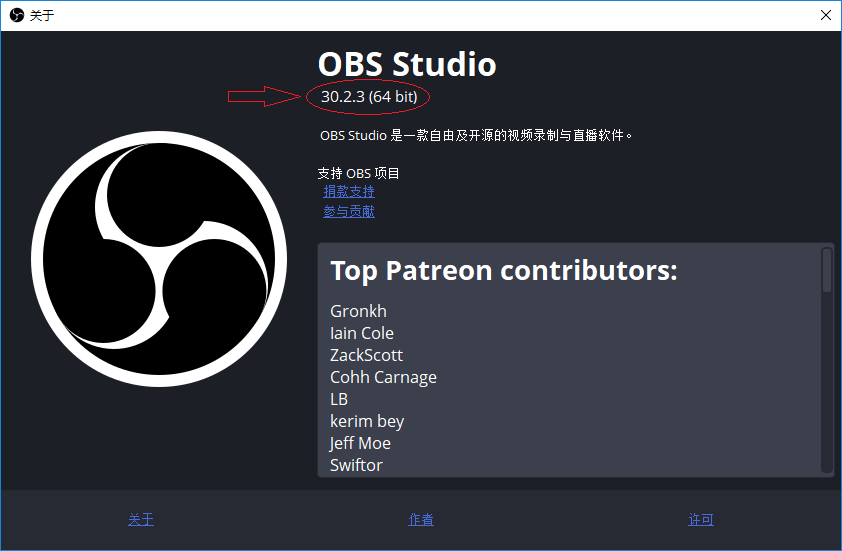 关于
OBS Studio
30.2.3 (64 bit)
OBS Studio 是一款自由及开源的视频录制与直播软件。
支持 OBS 项目
捐款支持
参与贡献
Top Patreon contributors:
Gronkh
Iain Cole
ZackScott
Cohh Carnage
LB
kerim bey
Jeff Moe
Swiftor
关于
作者
许可